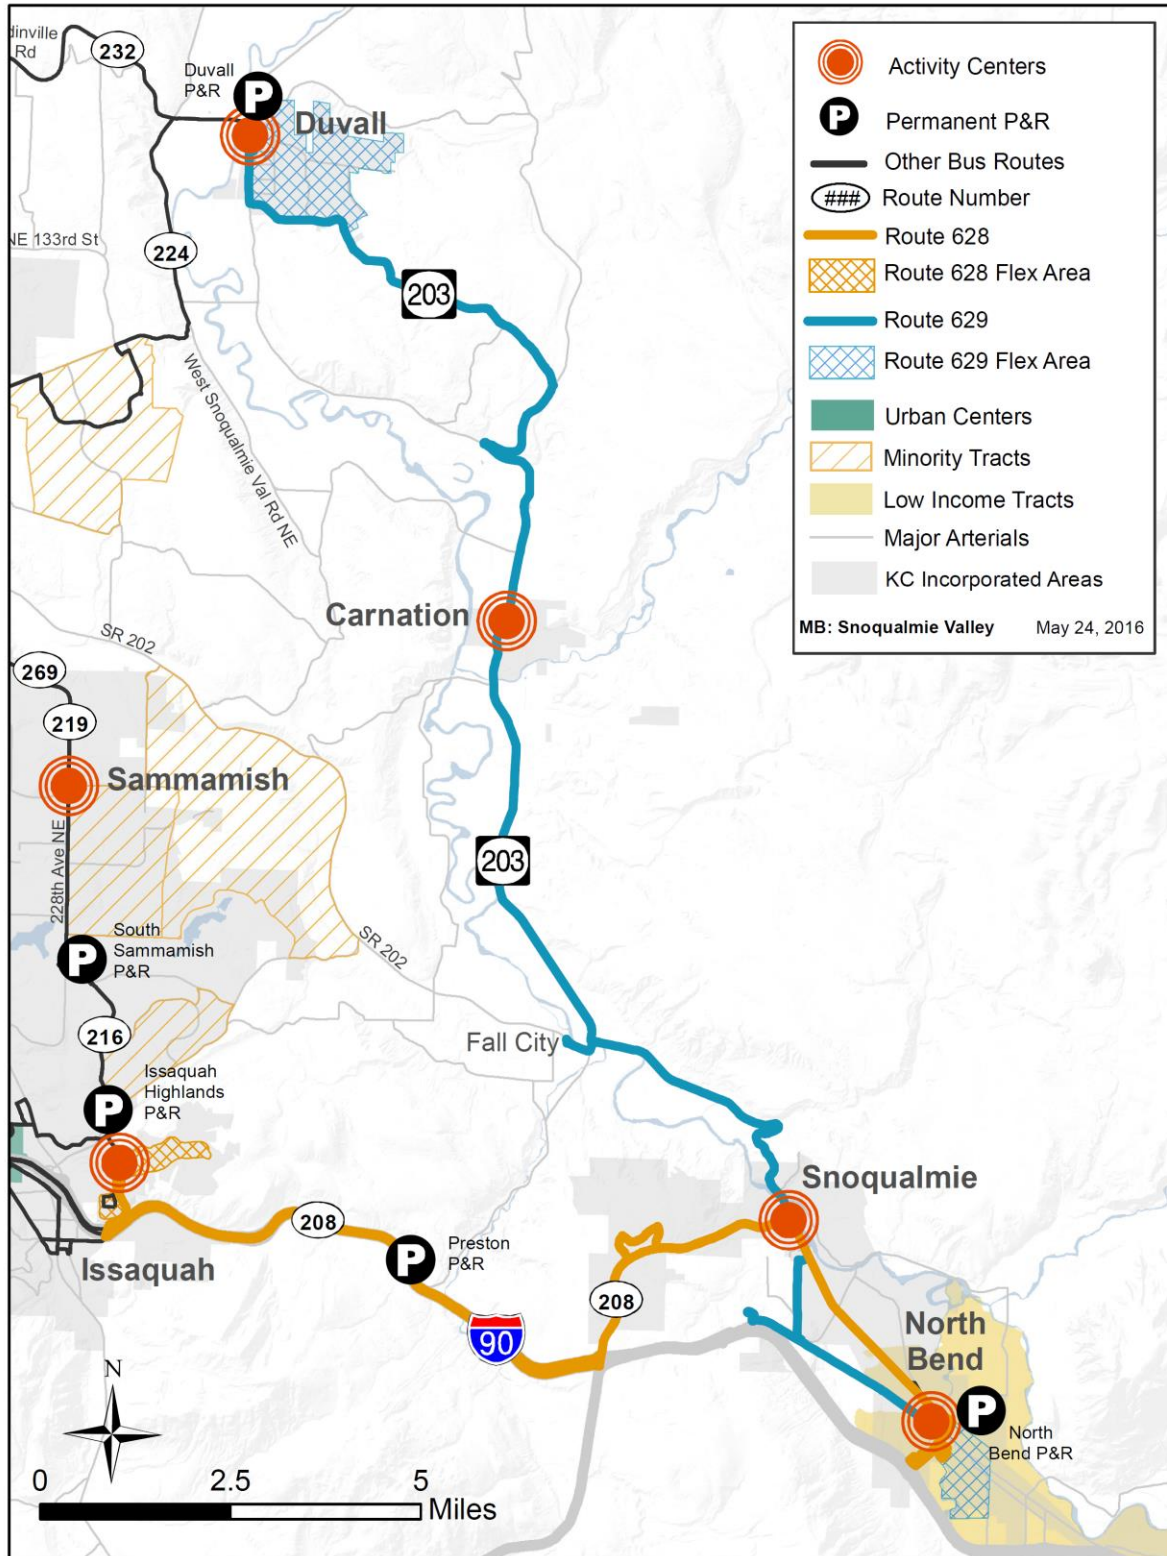 dinville
Rd
232
Duvall
P&R
P
Duvall
NE 133rd St
224
203
West Snoqualmie Val Rd NE
Carnation
SR 202
269
219
Sammamish
228th Ave NE
203
South
Sammamish
P&R
P
SR 202
216
Fall City
Issaquah
Highlands
P&R
P
Snoqualmie
208
Preston
P&R
P
Issaquah
208
90
North
Bend
P
North
Bend P&R
N
0 2.5 5
Miles
Activity Centers
P
Permanent P&R
Other Bus Routes
###
Route Number
Route 628
Route 628 Flex Area
Route 629
Route 629 Flex Area
Urban Centers
Minority Tracts
Low Income Tracts
Major Arterials
KC Incorporated Areas
MB: Snoqualmie Valley May 24, 2016